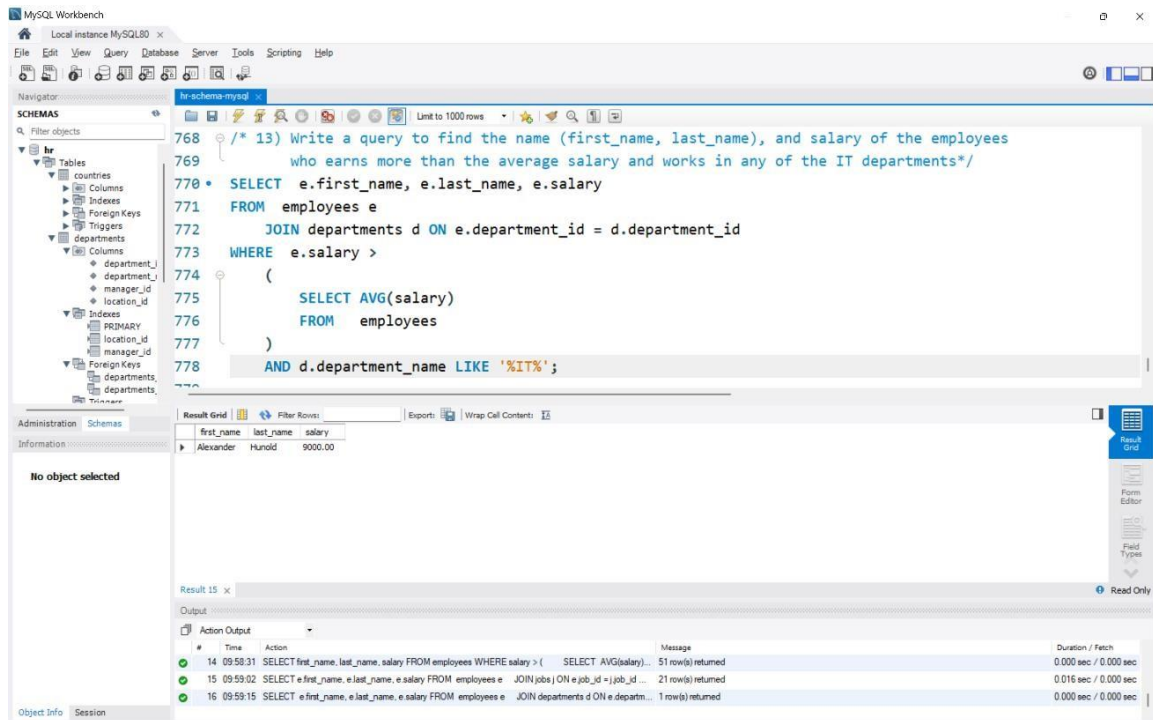 MySQL Workbench
Local instance MySQL80 ×
File Edit View Query Database Server Tools Scripting Help
Navigator
SCHEMAS
Filter objects
hr
Tables
countries
Columns
Indexes
Foreign Keys
Triggers
departments
Columns
department_i
department_
manager_id
location_id
Indexes
PRIMARY
location_id
manager_id
Foreign Keys
departments_
departments_
Triggers
Administration Schemas
Information
No object selected
Object Info Session
hr-schema-mysql ×
Limit to 1000 rows
768 /* 13) Write a query to find the name (first_name, last_name), and salary of the employees
769 who earns more than the average salary and works in any of the IT departments*/
770 SELECT e.first_name, e.last_name, e.salary
771 FROM employees e
772 JOIN departments d ON e.department_id = d.department_id
773 WHERE e.salary >
774 (
775 SELECT AVG(salary)
776 FROM employees
777 )
778 AND d.department_name LIKE '%IT%';
Result Grid Filter Rows: Export: Wrap Cell Content:
first_name last_name salary
Alexander Hunold 9000.00
Result Grid
Form Editor
Field Types
Result 15 ×
Read Only
Output
Action Output
# Time Action Message Duration / Fetch
14 09:58:31 SELECT first_name, last_name, salary FROM employees WHERE salary > ( SELECT AVG(salary)... 51 row(s) returned 0.000 sec / 0.000 sec
15 09:59:02 SELECT e.first_name, e.last_name, e.salary FROM employees e JOIN jobs j ON e.job_id = j.job_id ... 21 row(s) returned 0.016 sec / 0.000 sec
16 09:59:15 SELECT e.first_name, e.last_name, e.salary FROM employees e JOIN departments d ON e.departm... 1 row(s) returned 0.000 sec / 0.000 sec